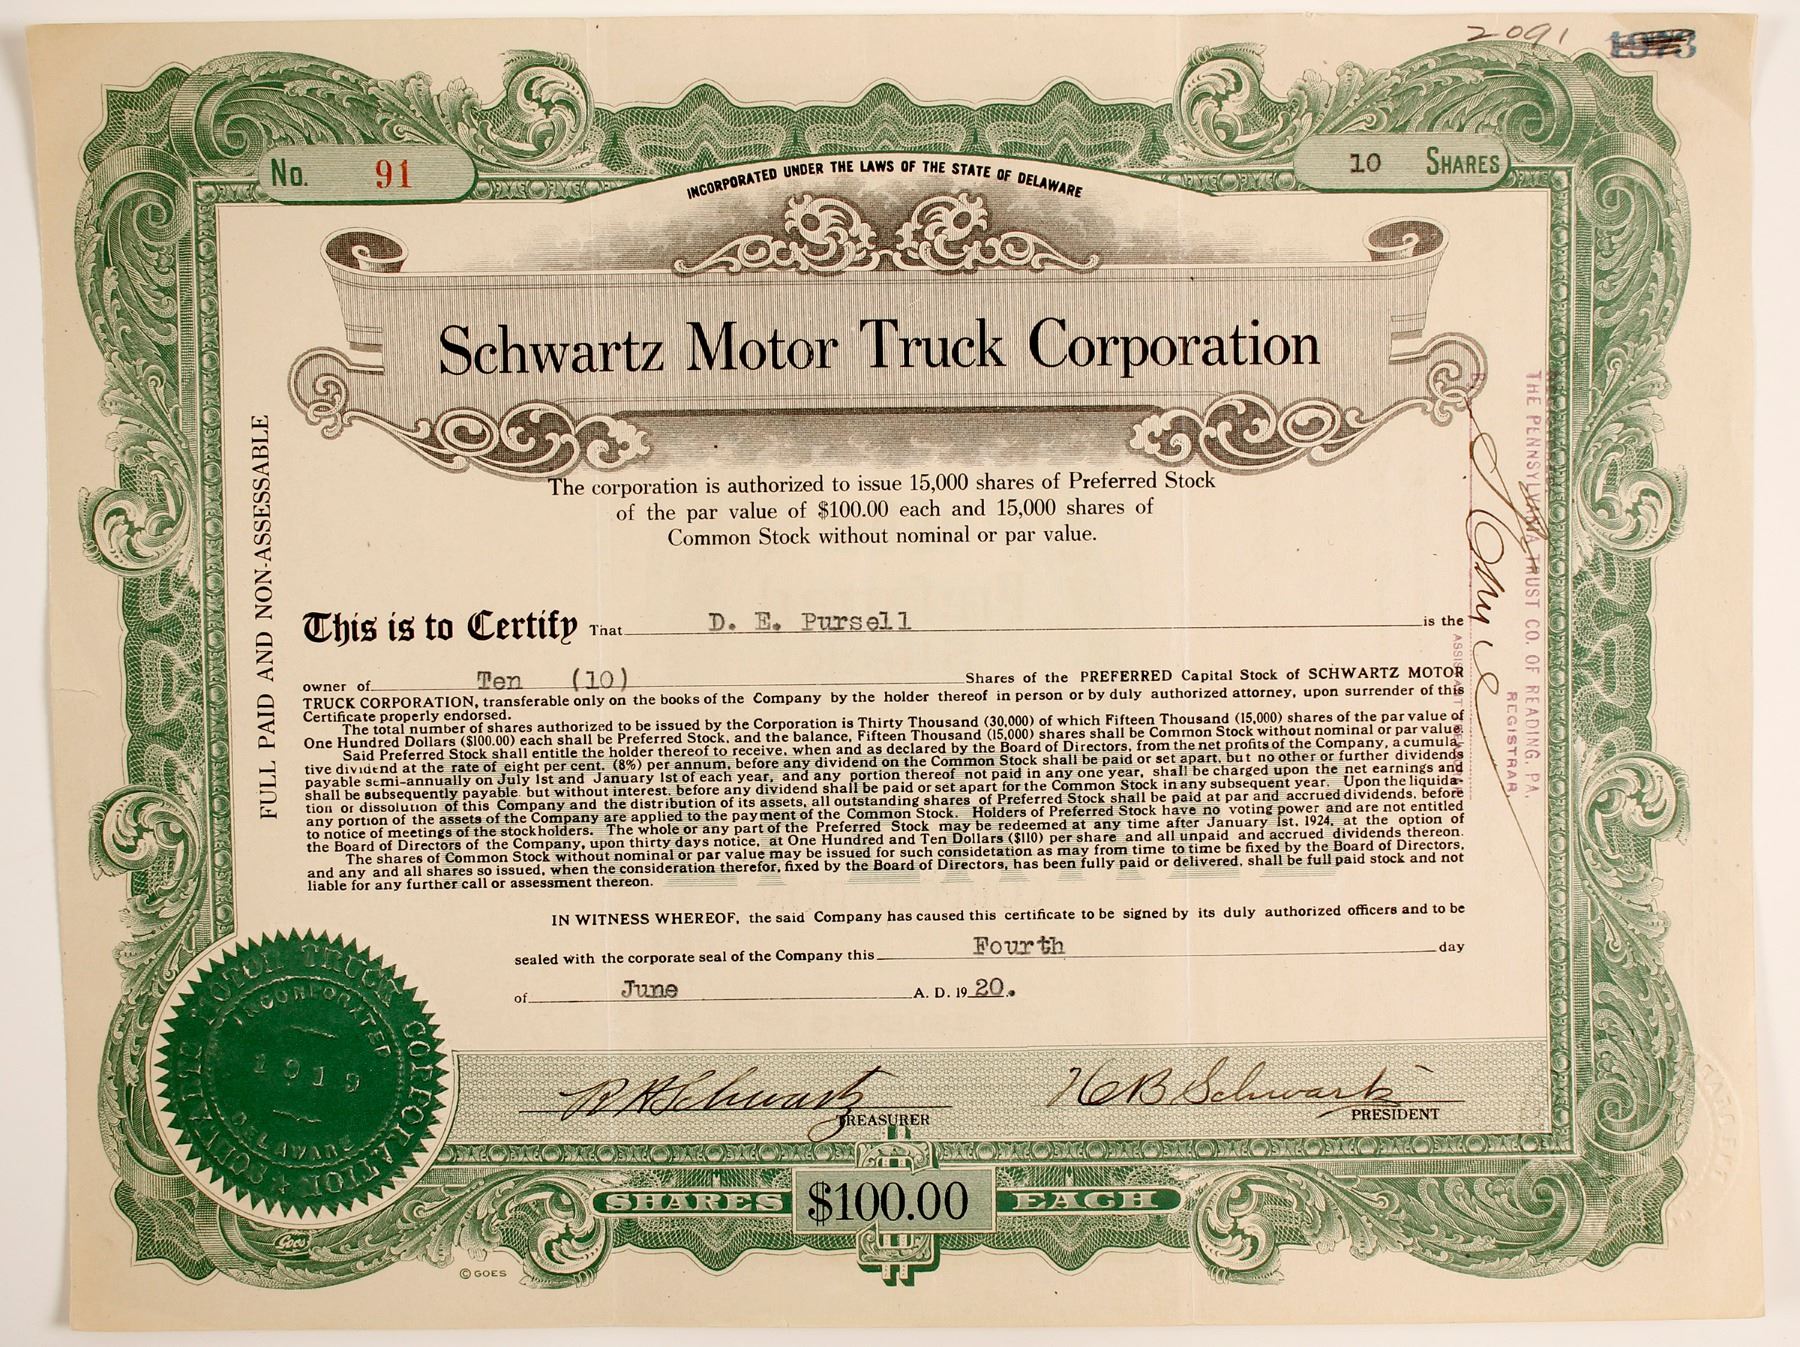 2091
No. 91
INCORPORATED UNDER THE LAWS OF THE STATE OF DELAWARE
10 SHARES
Schwartz Motor Truck Corporation
The corporation is authorized to issue 15,000 shares of Preferred Stock
of the par value of $100.00 each and 15,000 shares of
Common Stock without nominal or par value.
FULL PAID AND NON-ASSESSABLE
This is to Certify That D. E. Pursell is the
owner of Ten (10) Shares of the PREFERRED Capital Stock of SCHWARTZ MOTOR
TRUCK CORPORATION, transferable only on the books of the Company by the holder thereof in person or by duly authorized attorney, upon surrender of this
Certificate properly endorsed.
The total number of shares authorized to be issued by the Corporation is Thirty Thousand (30,000) of which Fifteen Thousand (15,000) shares of the par value of
One Hundred Dollars ($100.00) each shall be Preferred Stock, and the balance, Fifteen Thousand (15,000) shares shall be Common Stock without nominal or par value.
Said Preferred Stock shall entitle the holder thereof to receive, when and as declared by the Board of Directors, from the net profits of the Company, a cumula-
tive dividend at the rate of eight per cent. (8%) per annum, before any dividend on the Common Stock shall be paid or set apart, but no other or further dividends
payable semi-annually on July 1st and January 1st of each year, and any portion thereof not paid in any one year, shall be charged upon the net earnings and
shall be subsequently payable, but without interest, before any dividend shall be paid or set apart for the Common Stock in any subsequent year. Upon the liquida-
tion or dissolution of this Company and the distribution of its assets, all outstanding shares of Preferred Stock shall be paid at par and accrued dividends, before
any portion of the assets of the Company are applied to the payment of the Common Stock. Holders of Preferred Stock have no voting power and are not entitled
to notice of meetings of the stockholders. The whole or any part of the Preferred Stock may be redeemed at any time after January 1st, 1924, at the option of
the Board of Directors of the Company, upon thirty days notice, at One Hundred and Ten Dollars ($110) per share and all unpaid and accrued dividends thereon.
The shares of Common Stock without nominal or par value may be issued for such considetation as may from time to time be fixed by the Board of Directors,
and any and all shares so issued, when the consideration therefor, fixed by the Board of Directors, has been fully paid or delivered, shall be full paid stock and not
liable for any further call or assessment thereon.
IN WITNESS WHEREOF, the said Company has caused this certificate to be signed by its duly authorized officers and to be
sealed with the corporate seal of the Company this Fourth day
of June A. D. 19 20.
THE PENNSYLVANIA TRUST CO. OF READING, PA.
REGISTRAR
SCHWARTZ MOTOR TRUCK CORPORATION
INCORPORATED
1919
DELAWARE
R H Schwartz
TREASURER
H B Schwartz
PRESIDENT
SHARES $100.00 EACH
Goes
© GOES